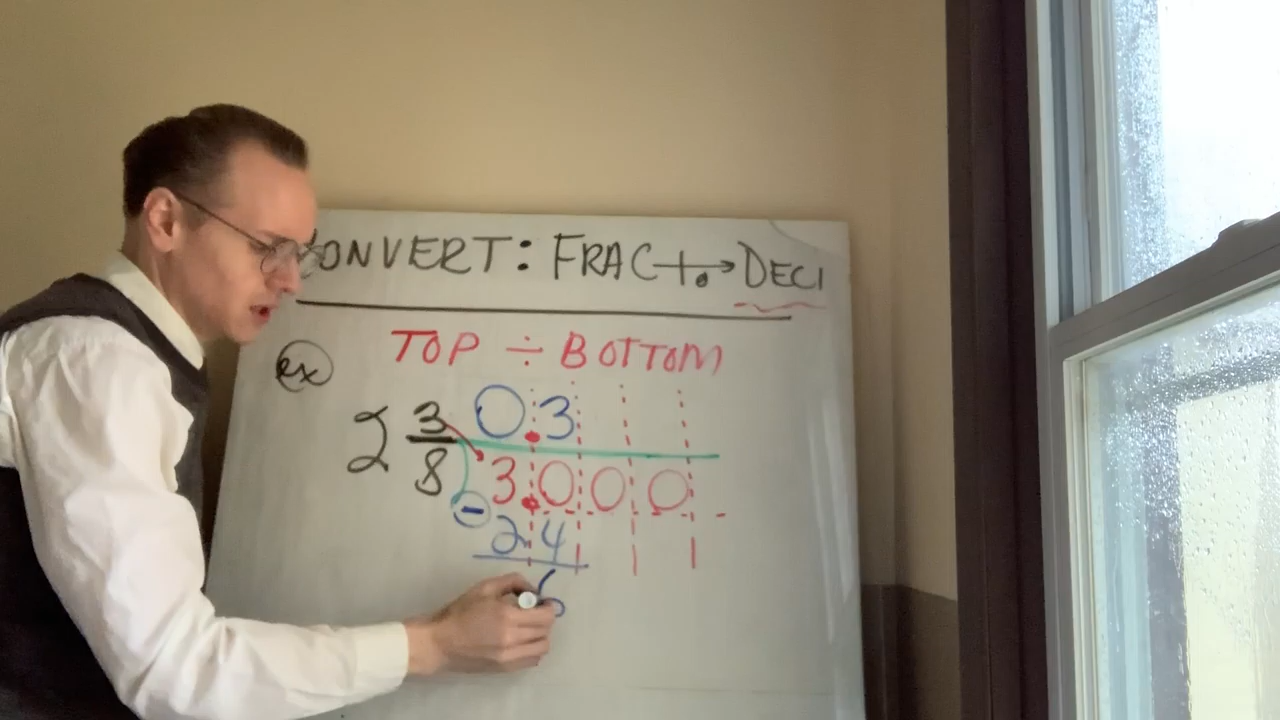 CONVERT: FRAC → DECI
TOP ÷ BOTTOM
ex
2 3/8
0.3
3.000
- 24
6